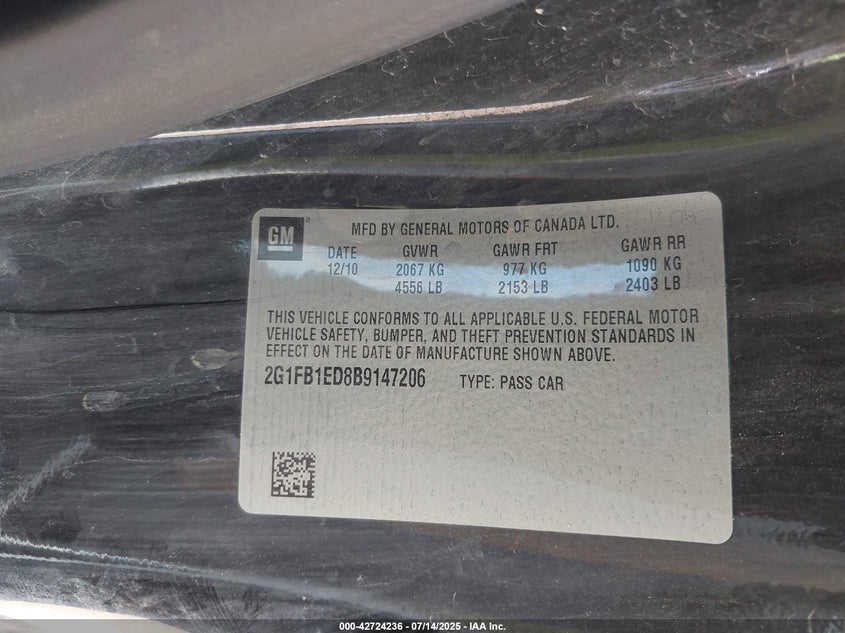 GM ®
MFD BY GENERAL MOTORS OF CANADA LTD.
DATE GVWR GAWR FRT GAWR RR
12/10 2067 KG 977 KG 1090 KG
4556 LB 2153 LB 2403 LB
THIS VEHICLE CONFORMS TO ALL APPLICABLE U.S. FEDERAL MOTOR
VEHICLE SAFETY, BUMPER, AND THEFT PREVENTION STANDARDS IN
EFFECT ON THE DATE OF MANUFACTURE SHOWN ABOVE.
2G1FB1ED8B9147206 TYPE: PASS CAR
000-42724236 - 07/14/2025 - IAA Inc.